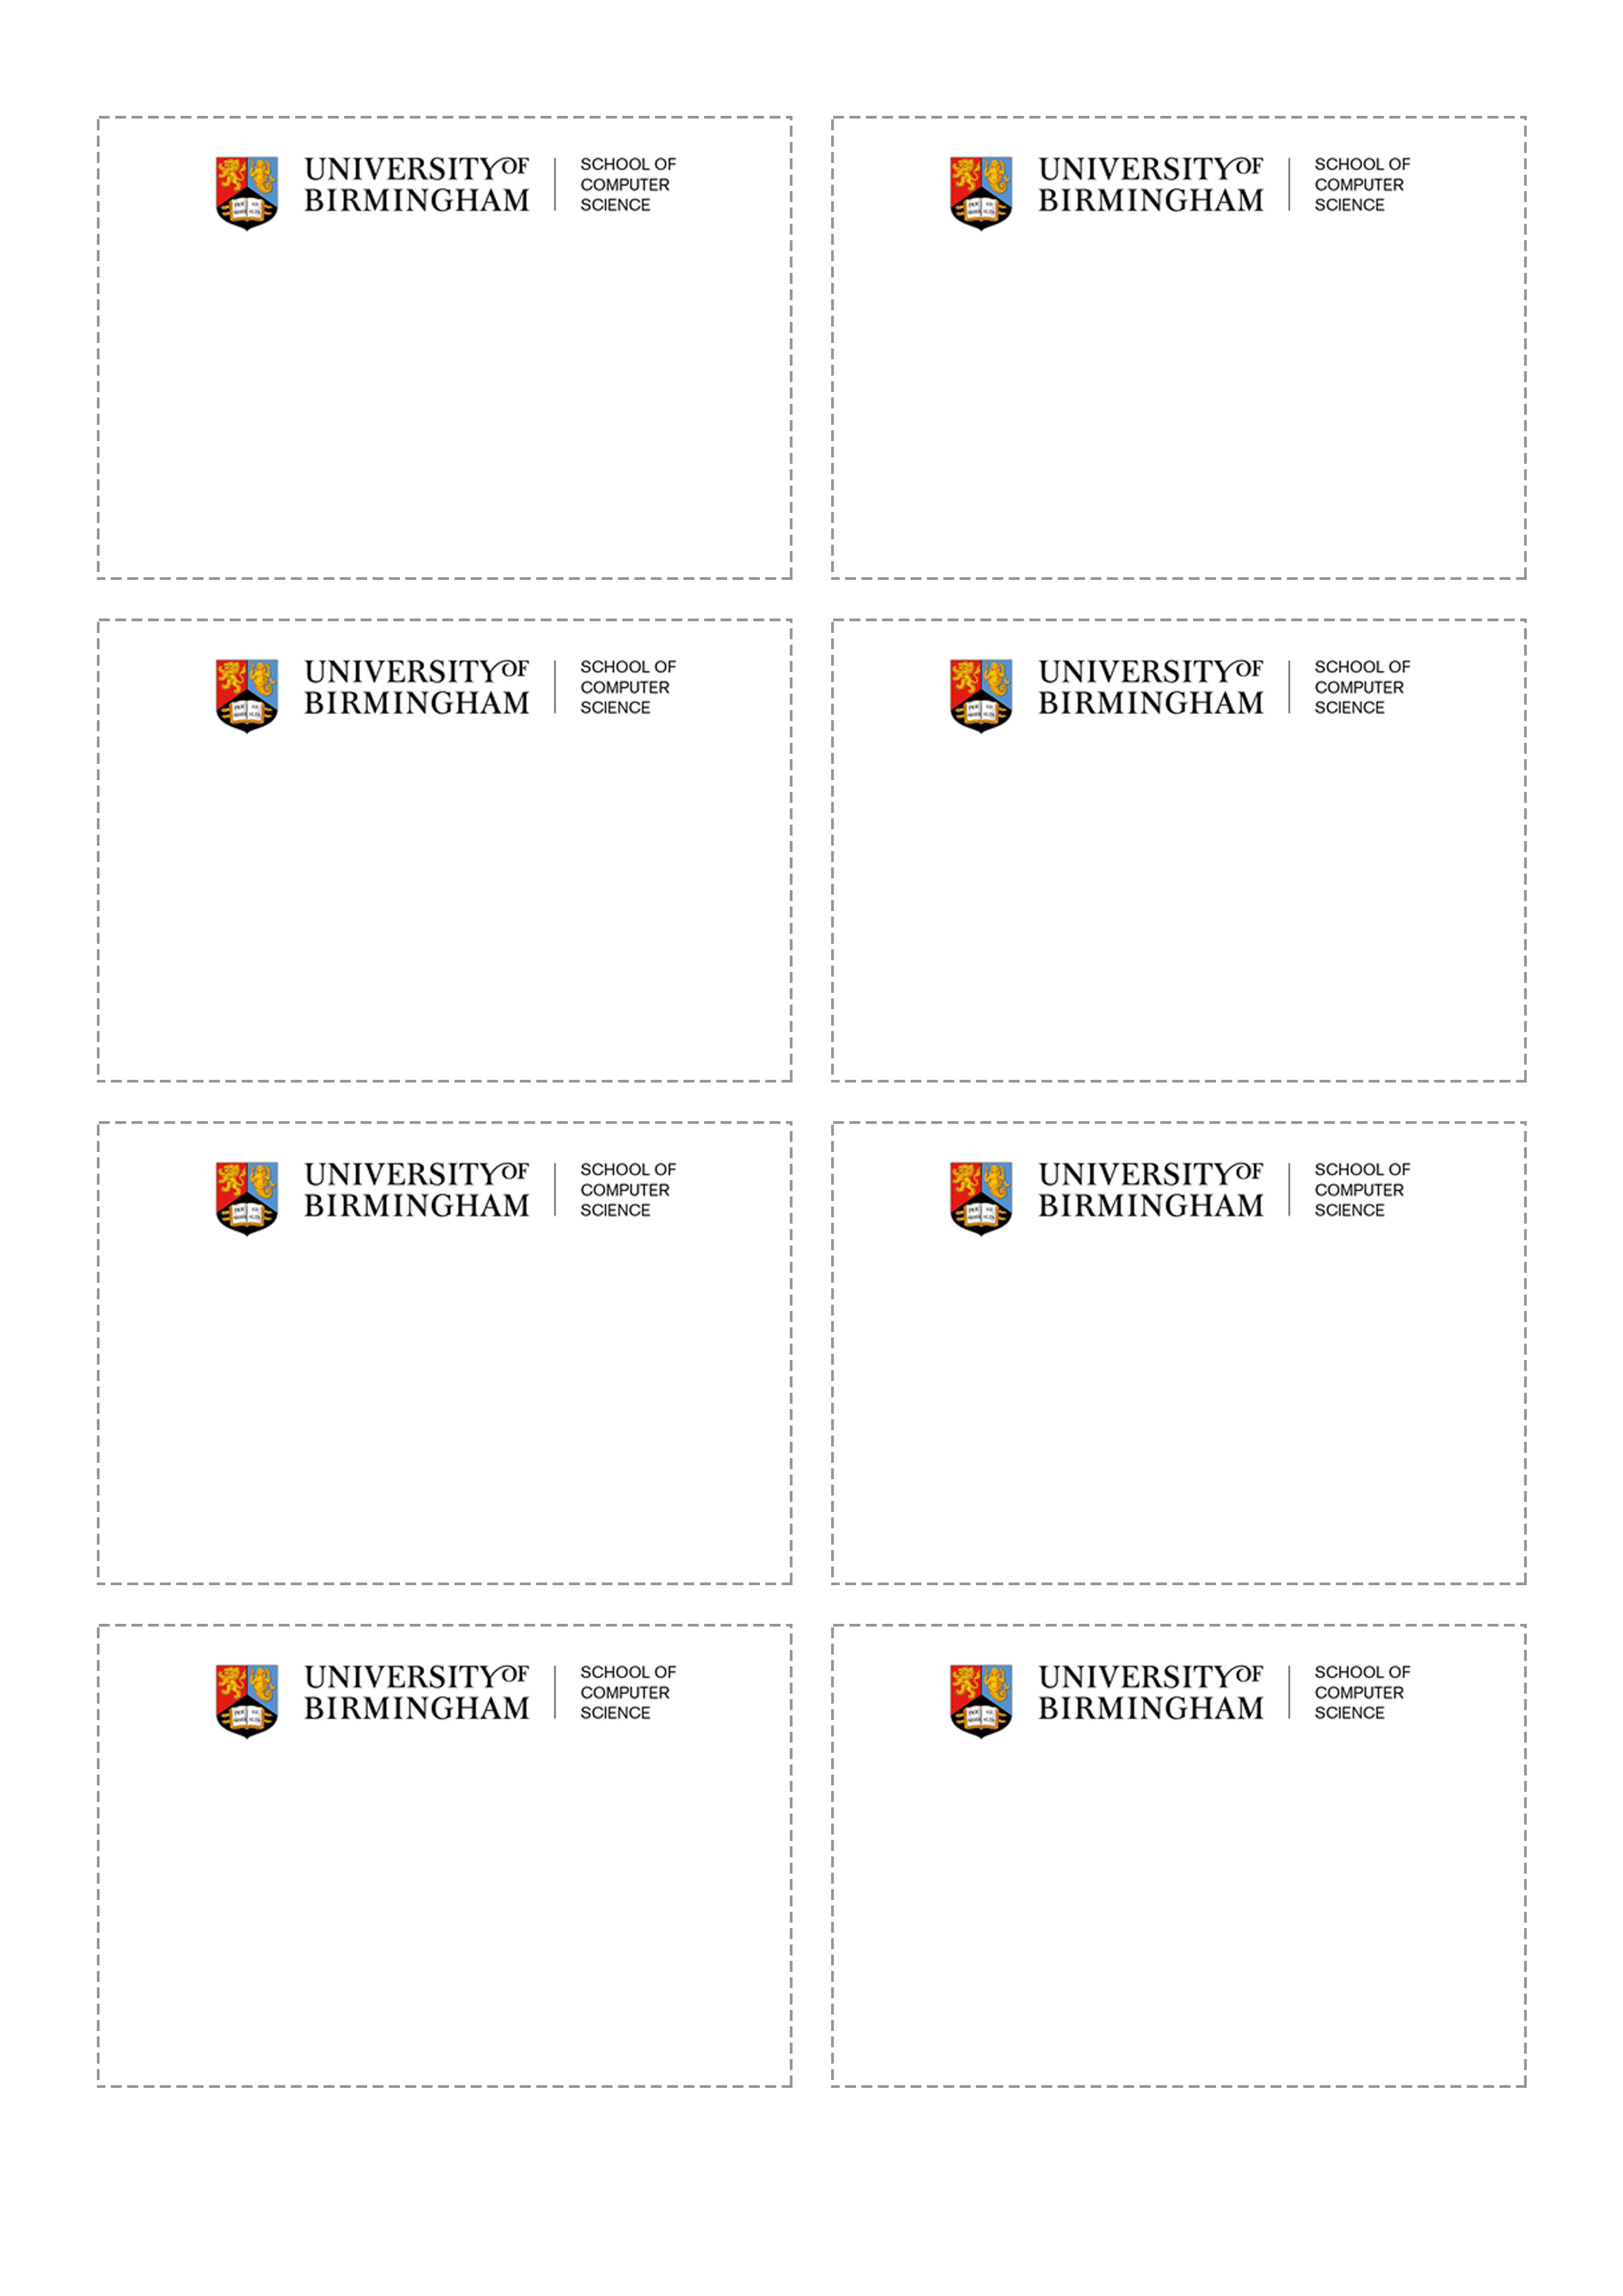 UNIVERSITY OF
BIRMINGHAM
SCHOOL OF
COMPUTER
SCIENCE
UNIVERSITY OF
BIRMINGHAM
SCHOOL OF
COMPUTER
SCIENCE
UNIVERSITY OF
BIRMINGHAM
SCHOOL OF
COMPUTER
SCIENCE
UNIVERSITY OF
BIRMINGHAM
SCHOOL OF
COMPUTER
SCIENCE
UNIVERSITY OF
BIRMINGHAM
SCHOOL OF
COMPUTER
SCIENCE
UNIVERSITY OF
BIRMINGHAM
SCHOOL OF
COMPUTER
SCIENCE
UNIVERSITY OF
BIRMINGHAM
SCHOOL OF
COMPUTER
SCIENCE
UNIVERSITY OF
BIRMINGHAM
SCHOOL OF
COMPUTER
SCIENCE